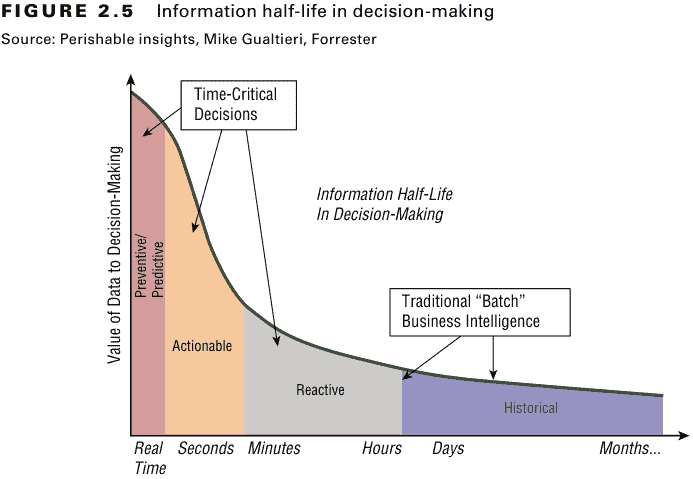 FIGURE 2.5 Information half-life in decision-making
Source: Perishable insights, Mike Gualtieri, Forrester
Time-Critical
Decisions
Information Half-Life
In Decision-Making
Value of Data to Decision-Making
Preventive/
Predictive
Traditional “Batch”
Business Intelligence
Actionable
Reactive
Historical
Real
Time
Seconds
Minutes
Hours
Days
Months...